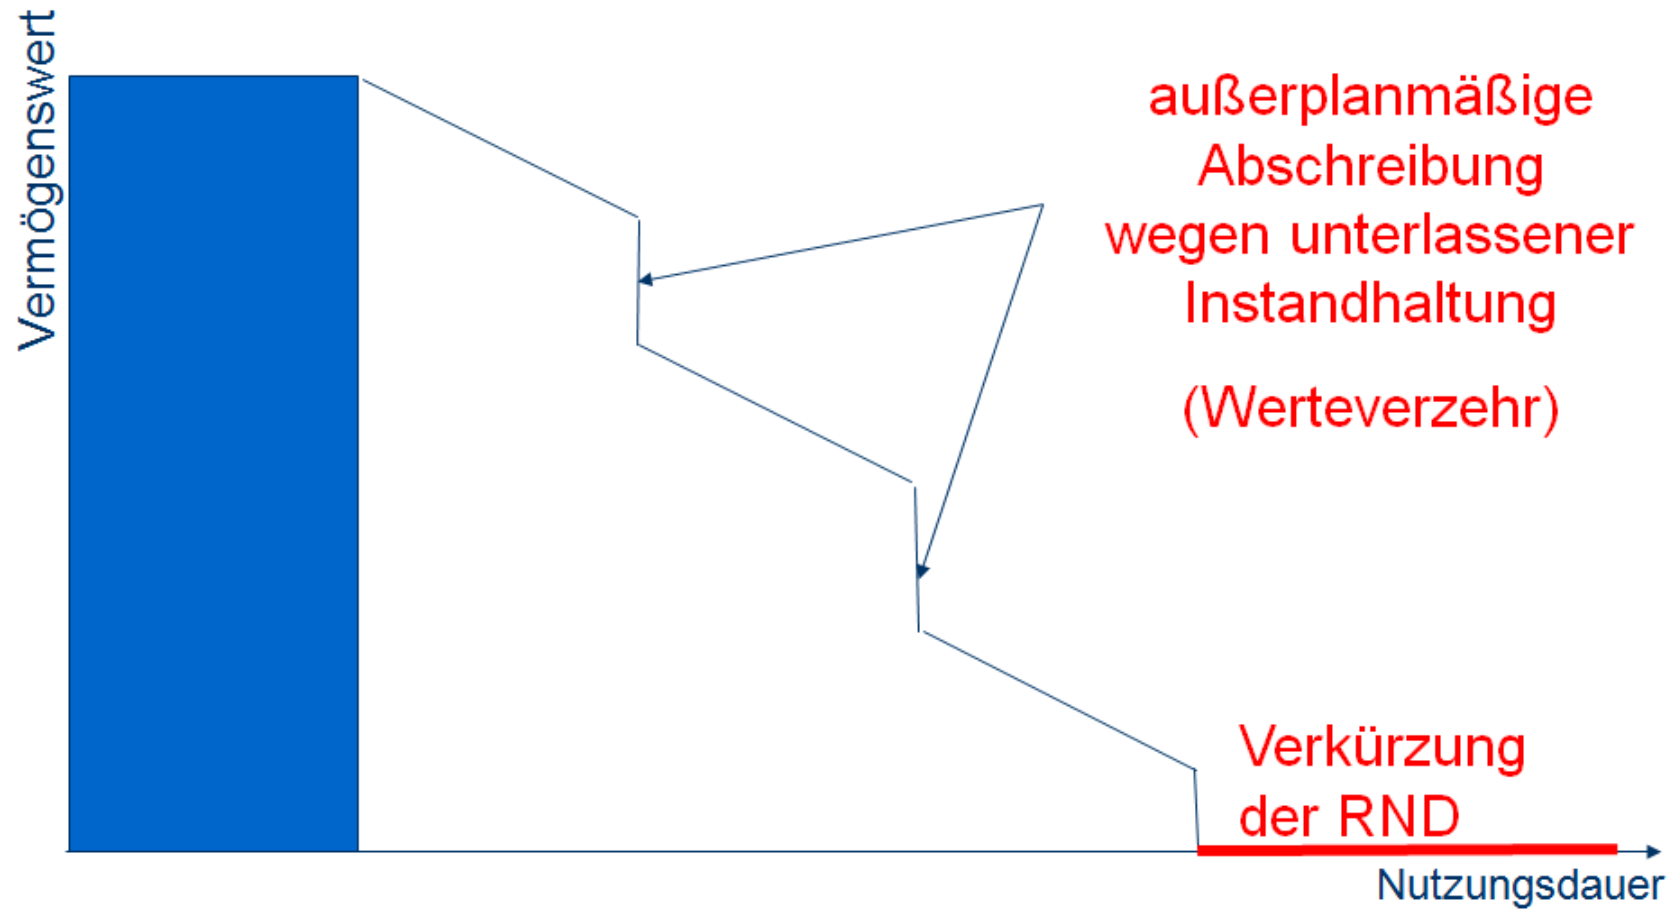 Vermögenswert
außerplanmäßige
Abschreibung
wegen unterlassener
Instandhaltung
(Werteverzehr)
Verkürzung
der RND
Nutzungsdauer